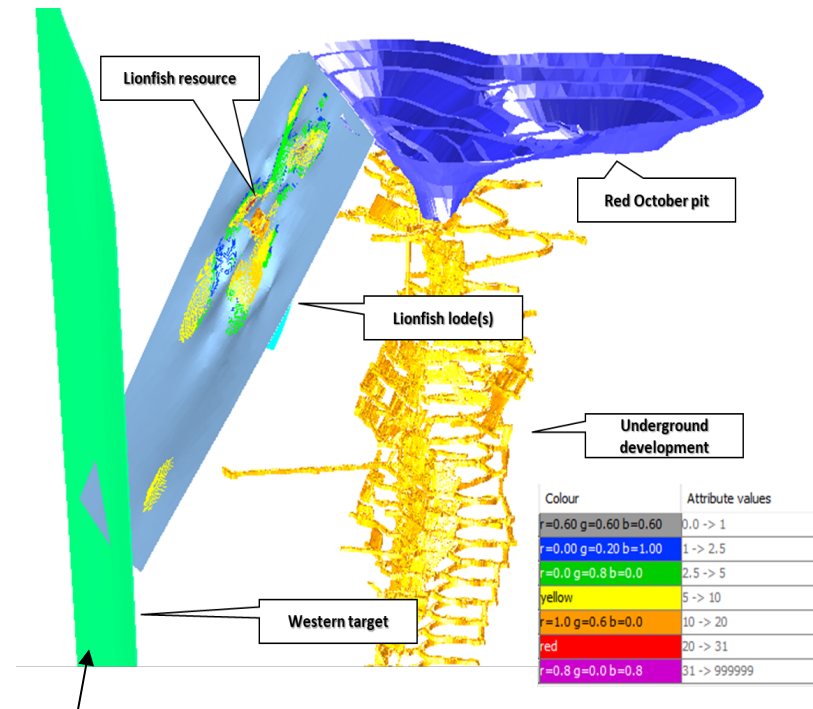 Lionfish resource
Red October pit
Lionfish lode(s)
Underground
development
Western target
Colour Attribute values
r=0.60 g=0.60 b=0.60 0.0 -> 1
r=0.00 g=0.20 b=1.00 1 -> 2.5
r=0.0 g=0.8 b=0.0 2.5 -> 5
yellow 5 -> 10
r=1.0 g=0.6 b=0.0 10 -> 20
red 20 -> 31
r=0.8 g=0.0 b=0.8 31 -> 999999